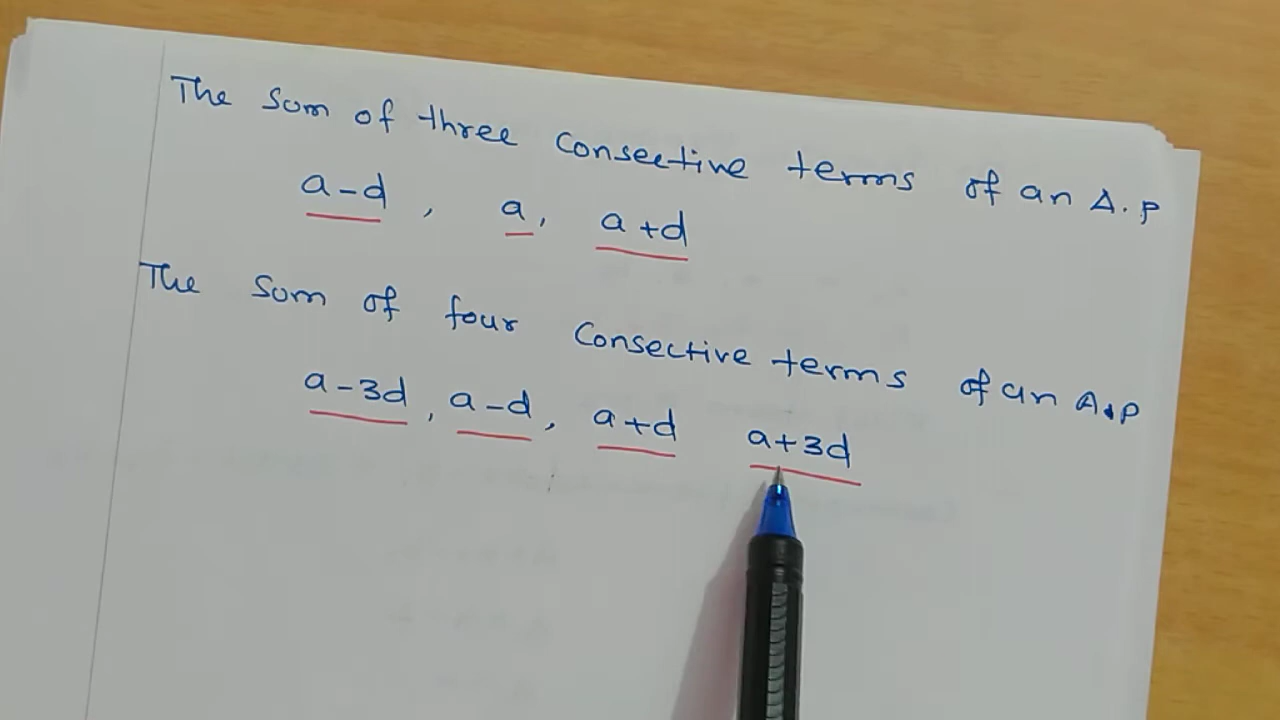 The sum of three consective terms of an A.P
a-d, a, a+d
The sum of four consective terms of an A.P
a-3d, a-d, a+d a+3d